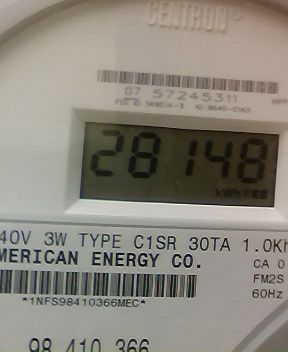 CENTRON®
07 57245311
28148
kWh
40V 3W TYPE C1SR 30TA 1.0Kh
MERICAN ENERGY CO.
CA 0
FM2S
60Hz
*1NFS98410366MEC*
98 410 366